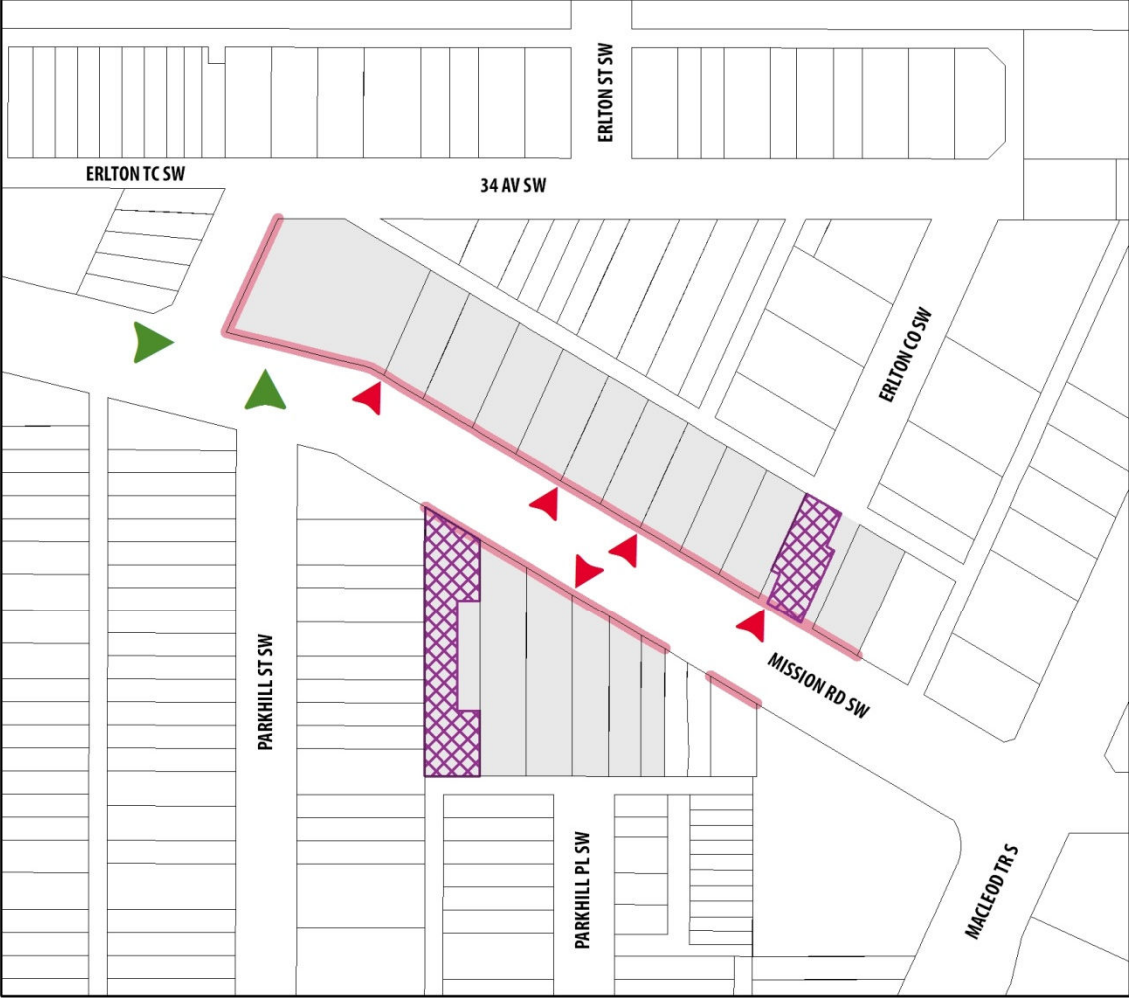 ERLTON ST SW
ERLTON TC SW
34 AV SW
ERLTON CO SW
PARKHILL ST SW
MISSION RD SW
PARKHILL PL SW
MACLEOD TR S